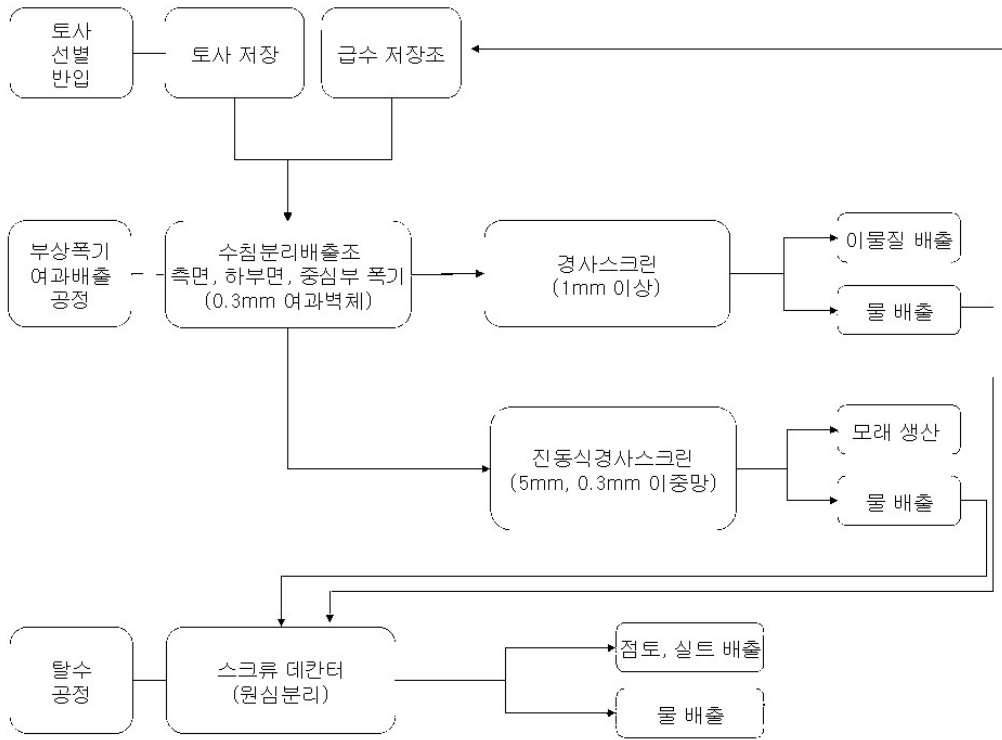 토사
선별
반입
토사 저장
급수 저장조
부상폭기
여과배출
공정
수침분리배출조
측면, 하부면, 중심부 폭기
(0.3mm 여과벽체)
경사스크린
(1mm 이상)
이물질 배출
물 배출
진동식경사스크린
(5mm, 0.3mm 이중망)
모래 생산
물 배출
탈수
공정
스크류 데칸터
(원심분리)
점토, 실트 배출
물 배출